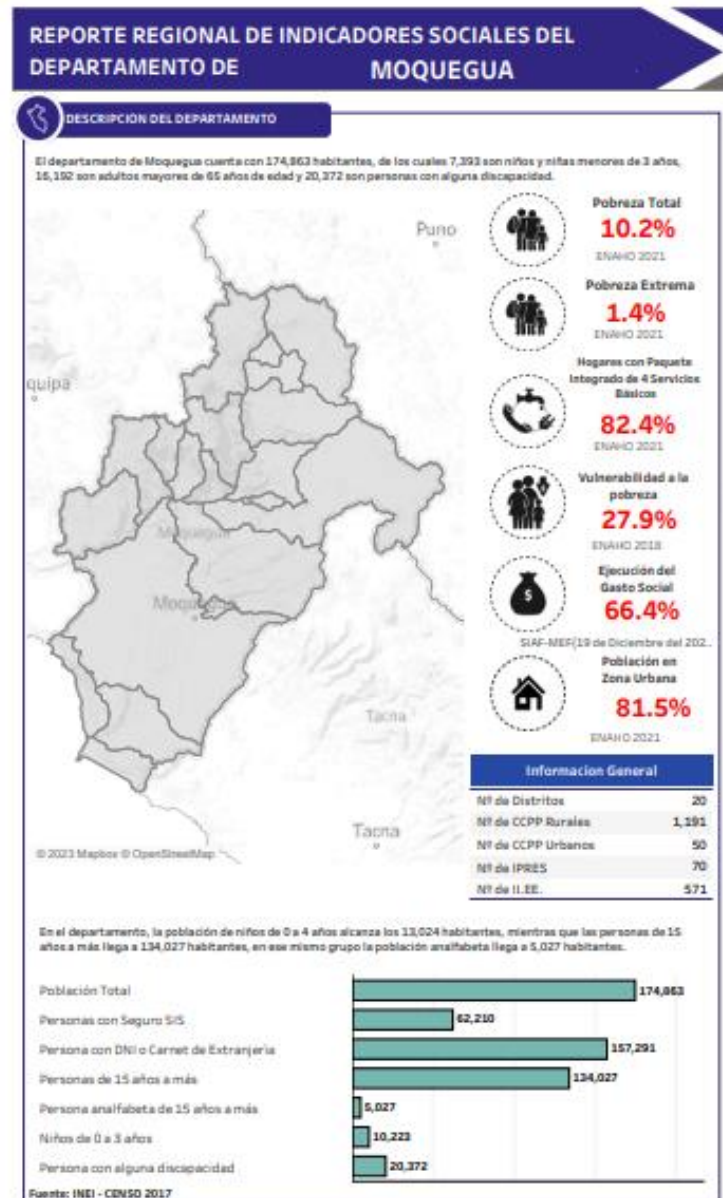 REPORTE REGIONAL DE INDICADORES SOCIALES DEL
DEPARTAMENTO DE MOQUEGUA
DESCRIPCIÓN DEL DEPARTAMENTO
El departamento de Moquegua cuenta con 174,863 habitantes, de los cuales 7,393 son niños y niñas menores de 3 años,
16,192 son adultos mayores de 65 años de edad y 20,372 son personas con alguna discapacidad.
Puno
quipa
Moquegua
Moquegua
Tacna
Tacna
© 2023 Mapbox © OpenStreetMap
Pobreza Total
10.2%
ENAHO 2021
Pobreza Extrema
1.4%
ENAHO 2021
Hogares con Paquete
Integrado de 4 Servicios
Básicos
82.4%
ENAHO 2021
Vulnerabilidad a la
pobreza
27.9%
ENAHO 2018
Ejecución del
Gasto Social
66.4%
SIAF-MEF(19 de Diciembre del 202..
Población en
Zona Urbana
81.5%
ENAHO 2021
Informacion General
Nº de Distritos 20
Nº de CCPP Rurales 1,191
Nº de CCPP Urbanos 50
Nº de IPRES 70
Nº de II.EE. 571
En el departamento, la población de niños de 0 a 4 años alcanza los 13,024 habitantes, mientras que las personas de 15
años a más llega a 134,027 habitantes, en ese mismo grupo la población analfabeta llega a 5,027 habitantes.
Población Total 174,863
Personas con Seguro SIS 62,210
Persona con DNI o Carnet de Extranjeria 157,291
Personas de 15 años a más 134,027
Persona analfabeta de 15 años a más 5,027
Niños de 0 a 3 años 10,223
Persona con alguna discapacidad 20,372
Fuente: INEI - CENSO 2017